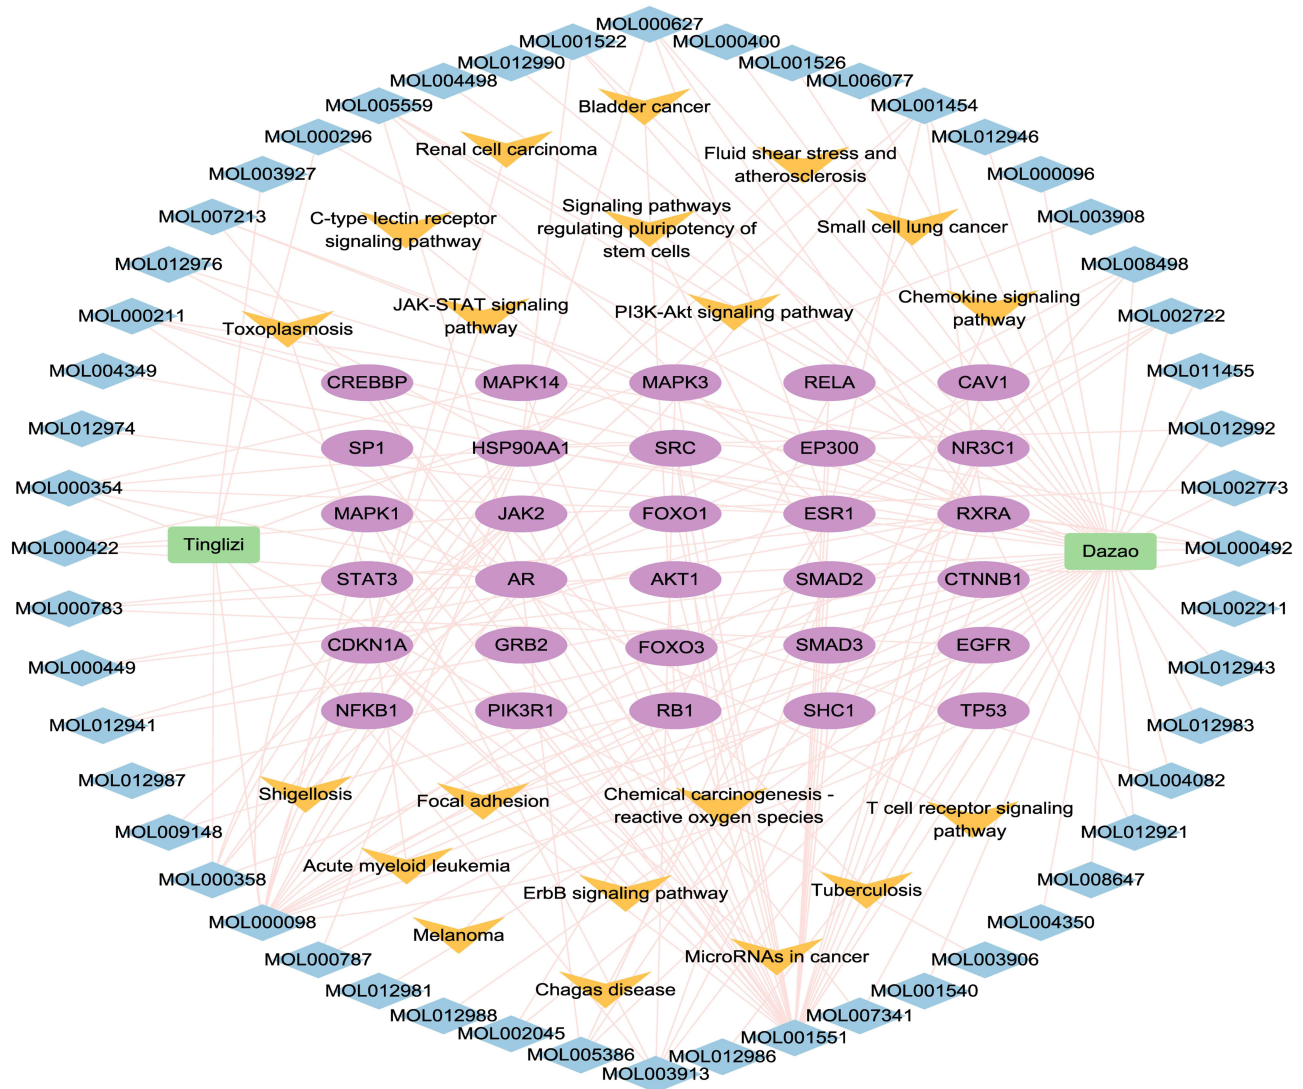 MOL000627
MOL001522
MOL000400
MOL012990
MOL001526
MOL004498
MOL006077
MOL005559
Bladder cancer
MOL001454
MOL000296
MOL012946
Renal cell carcinoma
Fluid shear stress and
atherosclerosis
MOL003927
MOL000096
MOL007213
C-type lectin receptor
signaling pathway
Signaling pathways
regulating pluripotency of
stem cells
Small cell lung cancer
MOL003908
MOL012976
MOL008498
MOL000211
Toxoplasmosis
JAK-STAT signaling
pathway
PI3K-Akt signaling pathway
Chemokine signaling
pathway
MOL002722
MOL004349
CREBBP
MAPK14
MAPK3
RELA
CAV1
MOL011455
MOL012974
SP1
HSP90AA1
SRC
EP300
NR3C1
MOL012992
MOL000354
MAPK1
JAK2
FOXO1
ESR1
RXRA
MOL002773
MOL000422
Tinglizi
Dazao
MOL000492
MOL000783
STAT3
AR
AKT1
SMAD2
CTNNB1
MOL002211
MOL000449
CDKN1A
GRB2
FOXO3
SMAD3
EGFR
MOL012943
MOL012941
NFKB1
PIK3R1
RB1
SHC1
TP53
MOL012983
MOL012987
Shigellosis
Focal adhesion
Chemical carcinogenesis -
reactive oxygen species
T cell receptor signaling
pathway
MOL004082
MOL009148
MOL012921
MOL000358
Acute myeloid leukemia
ErbB signaling pathway
Tuberculosis
MOL008647
MOL000098
Melanoma
MOL004350
MOL000787
MicroRNAs in cancer
MOL003906
MOL012981
Chagas disease
MOL001540
MOL012988
MOL007341
MOL002045
MOL001551
MOL005386
MOL012986
MOL003913